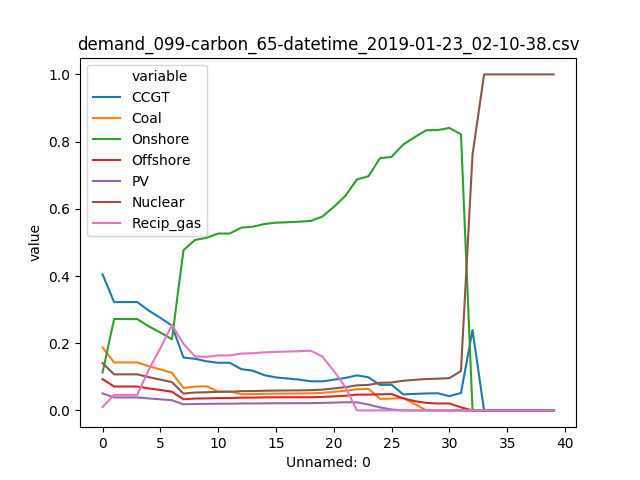 demand_099-carbon_65-datetime_2019-01-23_02-10-38.csv
1.0
0.8
0.6
0.4
0.2
0.0
value
variable
CCGT
Coal
Onshore
Offshore
PV
Nuclear
Recip_gas
0 5 10 15 20 25 30 35 40
Unnamed: 0